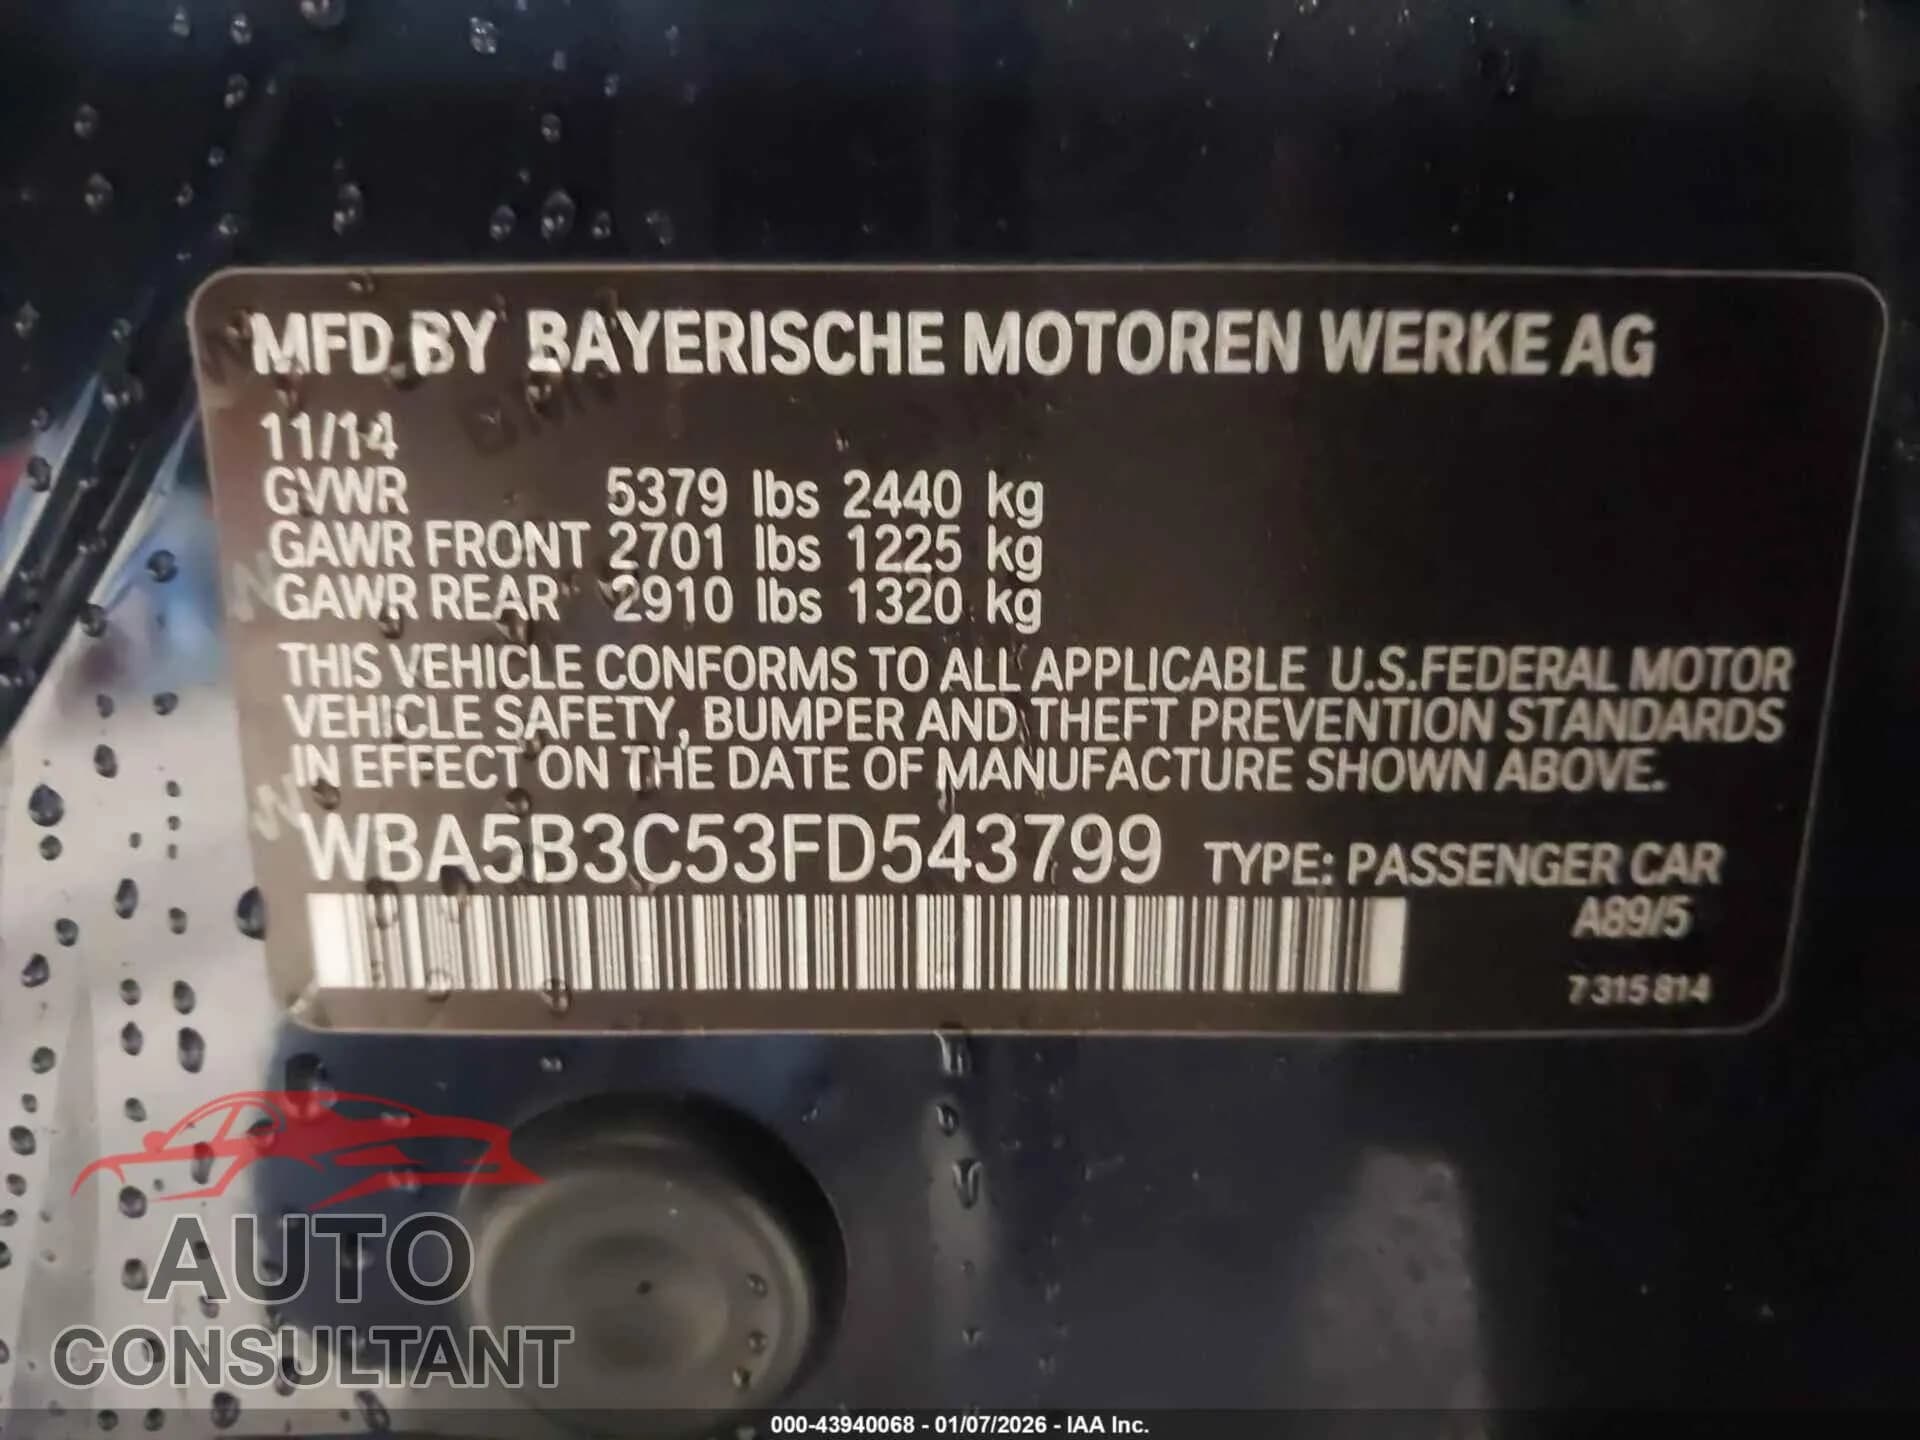 MFD BY BAYERISCHE MOTOREN WERKE AG
11/14
GVWR 5379 lbs 2440 kg
GAWR FRONT 2701 lbs 1225 kg
GAWR REAR 2910 lbs 1320 kg
THIS VEHICLE CONFORMS TO ALL APPLICABLE U.S.FEDERAL MOTOR
VEHICLE SAFETY, BUMPER AND THEFT PREVENTION STANDARDS
IN EFFECT ON THE DATE OF MANUFACTURE SHOWN ABOVE.
WBA5B3C53FD543799 TYPE: PASSENGER CAR
A89/5
7 315 814
AUTO
CONSULTANT
000-43940068 - 01/07/2026 - IAA Inc.